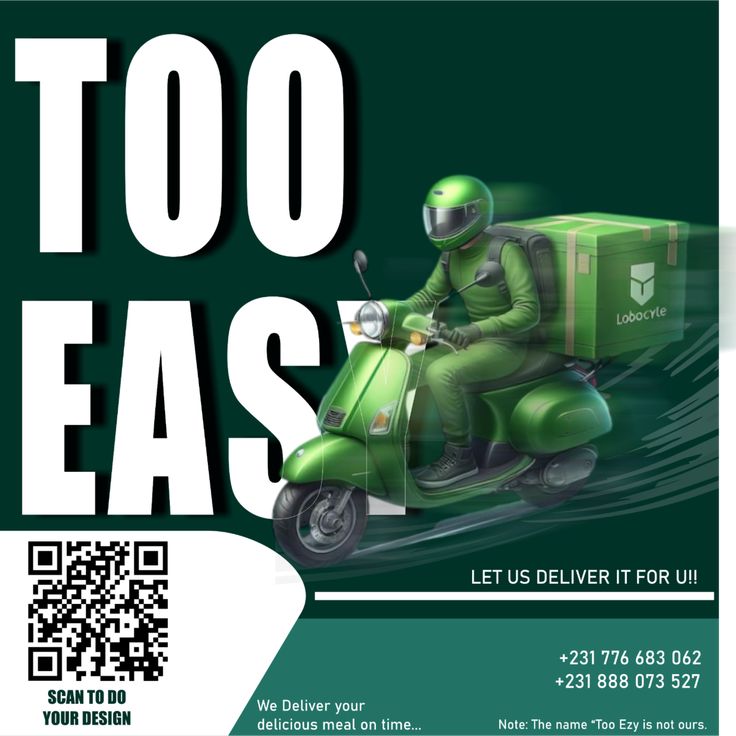 TOO
EASY
Lobocyle
LET US DELIVER IT FOR U!!
+231 776 683 062
+231 888 073 527
SCAN TO DO
YOUR DESIGN
We Deliver your
delicious meal on time...
Note: The name “Too Ezy is not ours.